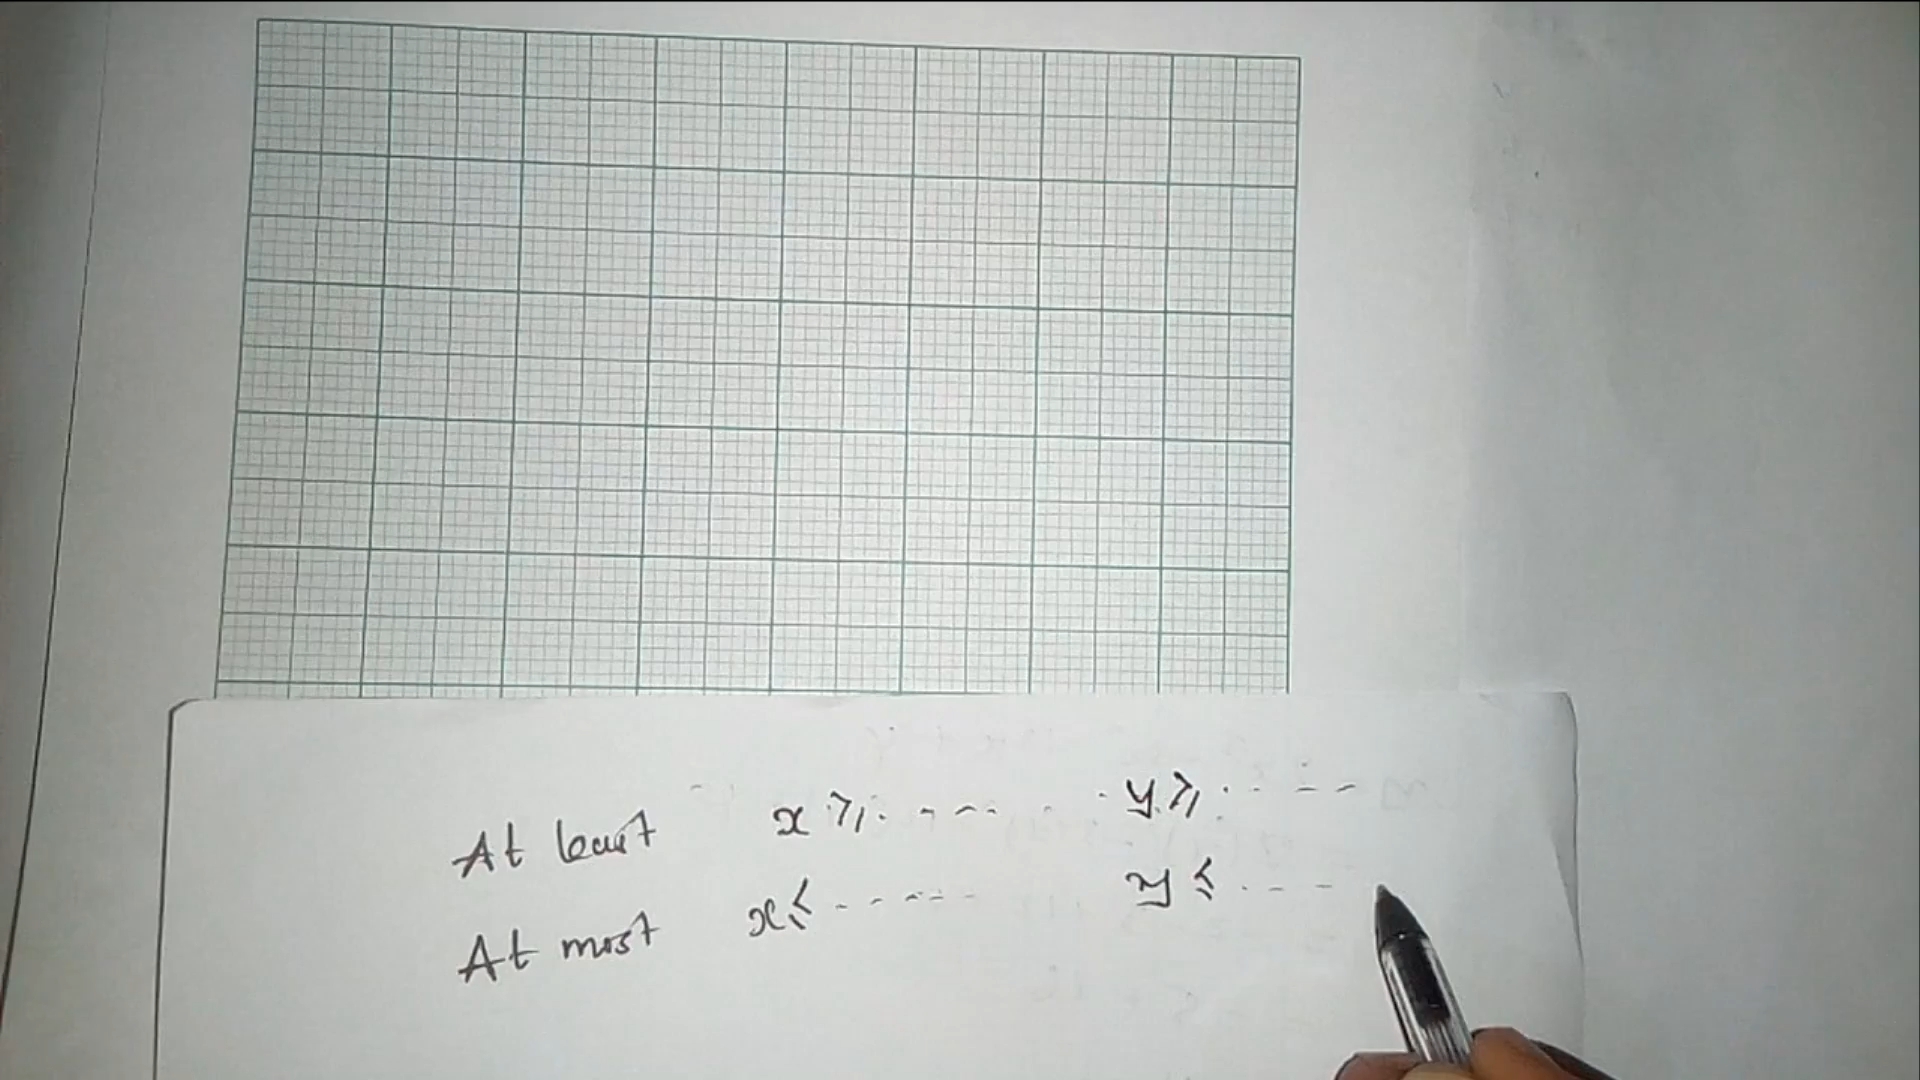 At least x ≥ - - - - y ≥ - - - -
At most x ≤ - - - - - y ≤ - - - -